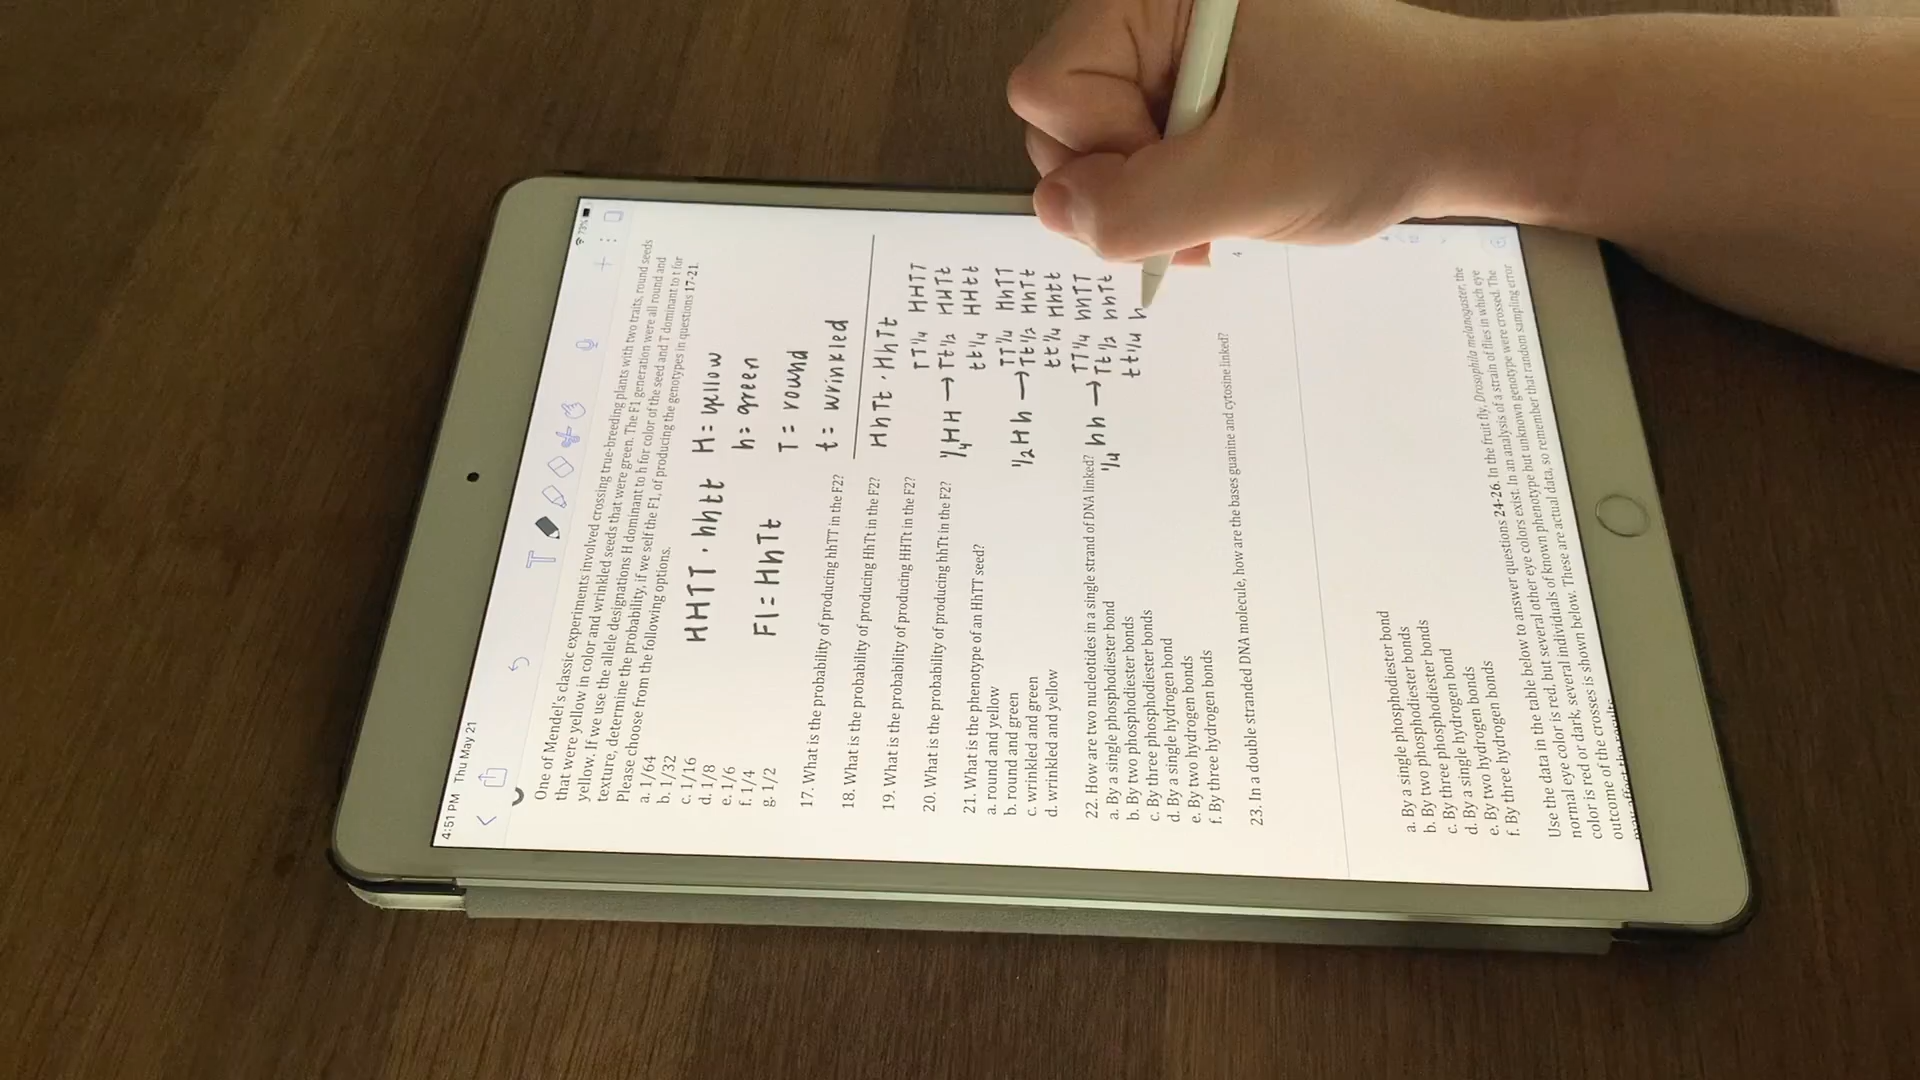 4:51 PM Thu May 21
73%
One of Mendel's classic experiments involved crossing true-breeding plants with two traits, round seeds
that were yellow in color and wrinkled seeds that were green. The F1 generation were all round and
yellow. If we use the allele designations H dominant to h for color of the seed and T dominant to t for
texture, determine the probability, if we self the F1, of producing the genotypes in questions 17-21.
Please choose from the following options.
a. 1/64
b. 1/32
c. 1/16
d. 1/8
e. 1/6
f. 1/4
g. 1/2
HHTT · hhtt
F1 = HhTt
H = yellow
h = green
T = round
t = wrinkled
17. What is the probability of producing hhTT in the F2?
18. What is the probability of producing HhTt in the F2?
19. What is the probability of producing HHTt in the F2?
20. What is the probability of producing hhTt in the F2?
21. What is the phenotype of an HhTT seed?
a. round and yellow
b. round and green
c. wrinkled and green
d. wrinkled and yellow
HhTt · HhTt
TT 1/4 HHTT
1/4 HH → Tt 1/2 HHTt
tt 1/4 HHtt
TT 1/4 HhTT
1/2 Hh → Tt 1/2 HhTt
tt 1/4 Hhtt
TT 1/4 hhTT
1/4 hh → Tt 1/2 hhTt
tt 1/4 h
22. How are two nucleotides in a single strand of DNA linked?
a. By a single phosphodiester bond
b. By two phosphodiester bonds
c. By three phosphodiester bonds
d. By a single hydrogen bond
e. By two hydrogen bonds
f. By three hydrogen bonds
23. In a double stranded DNA molecule, how are the bases guanine and cytosine linked?
4
a. By a single phosphodiester bond
b. By two phosphodiester bonds
c. By three phosphodiester bonds
d. By a single hydrogen bond
e. By two hydrogen bonds
f. By three hydrogen bonds
Use the data in the table below to answer questions 24-26. In the fruit fly, Drosophila melanogaster, the
normal eye color is red, but several other eye colors exist. In an analysis of a strain of flies in which eye
color is red or dark, several individuals of known phenotype but unknown genotype were crossed. The
outcome of the crosses is shown below. These are actual data, so remember that random sampling error
may affect the results.